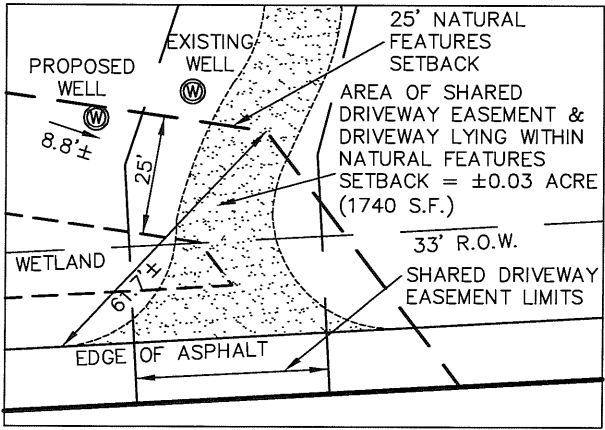 25' NATURAL
FEATURES
SETBACK
EXISTING
WELL
PROPOSED
WELL
W
W
8.8'±
25'
AREA OF SHARED
DRIVEWAY EASEMENT &
DRIVEWAY LYING WITHIN
NATURAL FEATURES
SETBACK = ±0.03 ACRE
(1740 S.F.)
33' R.O.W.
WETLAND
61.7'±
SHARED DRIVEWAY
EASEMENT LIMITS
EDGE OF ASPHALT